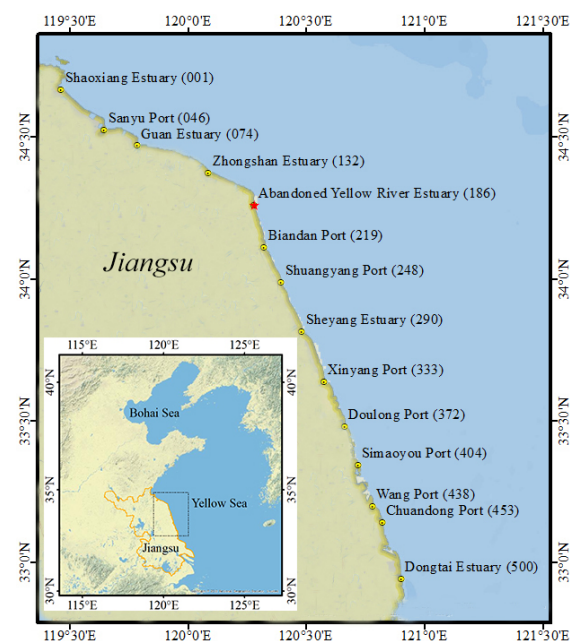 119°30'E 120°0'E 120°30'E 121°0'E 121°30'E
Shaoxiang Estuary (001)
Sanyu Port (046)
Guan Estuary (074)
34°30'N
34°30'N
Zhongshan Estuary (132)
Abandoned Yellow River Estuary (186)
Biandan Port (219)
Jiangsu
Shuangyang Port (248)
34°0'N
34°0'N
Sheyang Estuary (290)
Xinyang Port (333)
Doulong Port (372)
33°30'N
33°30'N
Simaoyou Port (404)
Wang Port (438)
Chuandong Port (453)
Dongtai Estuary (500)
33°0'N
33°0'N
115°E 120°E 125°E
40°N
40°N
Bohai Sea
35°N
35°N
Yellow Sea
Jiangsu
30°N
30°N
115°E 120°E 125°E
119°30'E 120°0'E 120°30'E 121°0'E 121°30'E